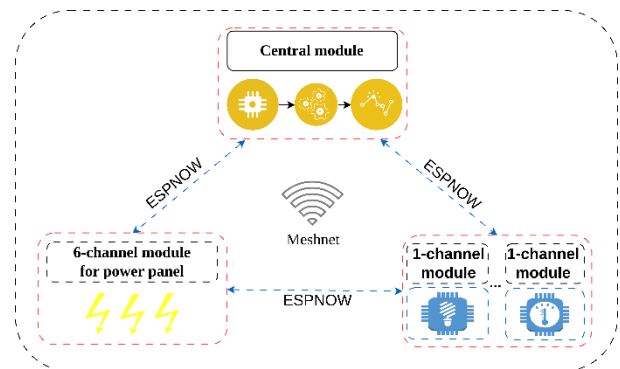 Central module
ESPNOW
ESPNOW
Meshnet
6-channel module
for power panel
1-channel
module
...
1-channel
module
ESPNOW